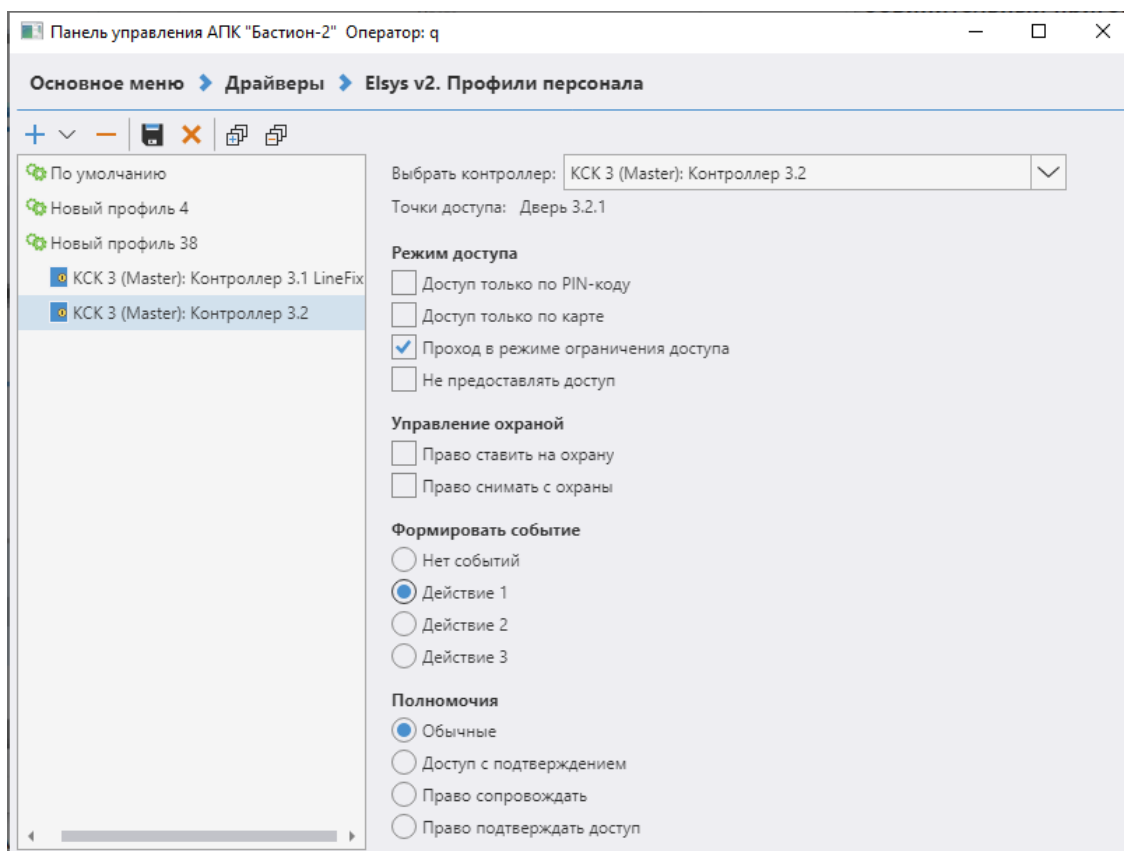 Панель управления АПК "Бастион-2" Оператор: q
Основное меню Драйверы Elsys v2. Профили персонала
По умолчанию
Новый профиль 4
Новый профиль 38
КСК 3 (Master): Контроллер 3.1 LineFix
КСК 3 (Master): Контроллер 3.2
Выбрать контроллер: КСК 3 (Master): Контроллер 3.2
Точки доступа: Дверь 3.2.1
Режим доступа
Доступ только по PIN-коду
Доступ только по карте
Проход в режиме ограничения доступа
Не предоставлять доступ
Управление охраной
Право ставить на охрану
Право снимать с охраны
Формировать событие
Нет событий
Действие 1
Действие 2
Действие 3
Полномочия
Обычные
Доступ с подтверждением
Право сопровождать
Право подтверждать доступ